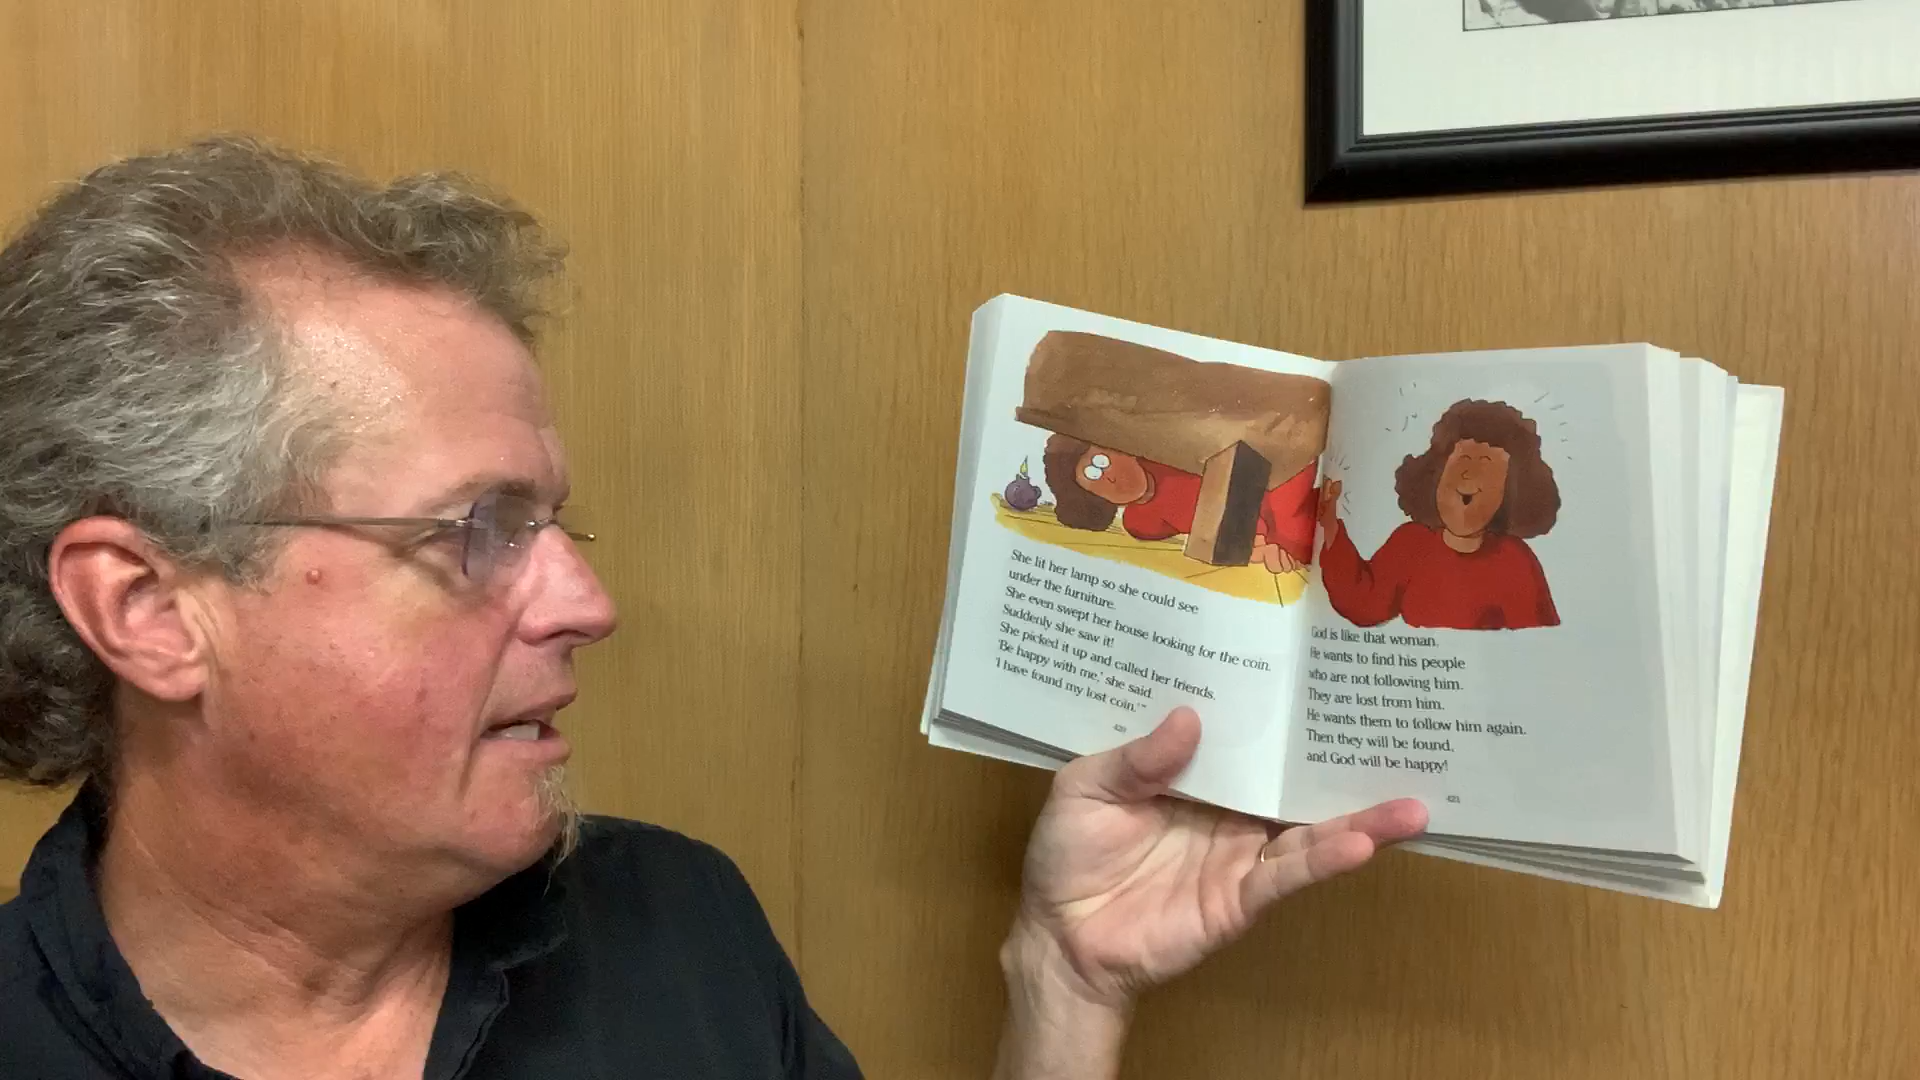 She lit her lamp so she could see
under the furniture.
She even swept her house looking for the coin.
Suddenly she saw it!
She picked it up and called her friends.
'Be happy with me,' she said.
'I have found my lost coin.'"
420
God is like that woman.
He wants to find his people
who are not following him.
They are lost from him.
He wants them to follow him again.
Then they will be found,
and God will be happy!
421